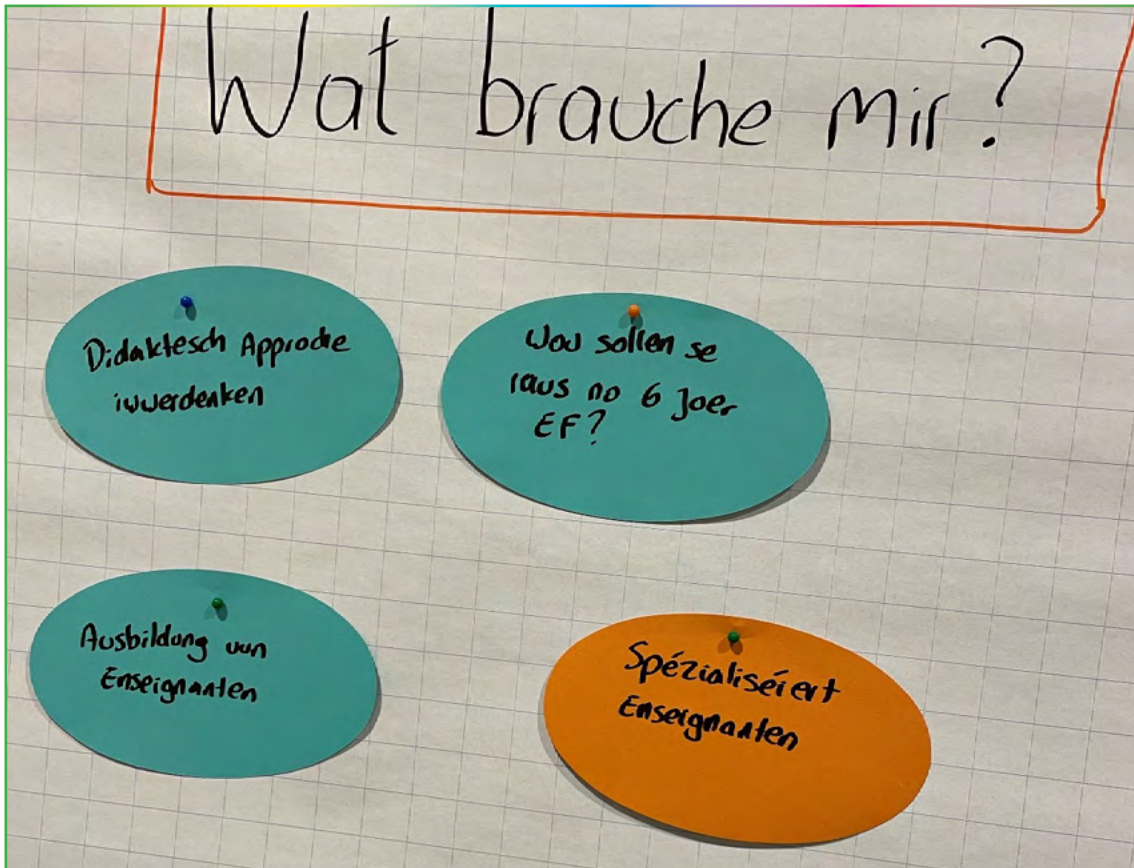 Wat brauche mir?
Didaktesch Approche
iwwerdenken
Wou sollen se
raus no 6 Joer
EF?
Ausbildung vun
Enseignanten
Spézialiséiert
Enseignanten